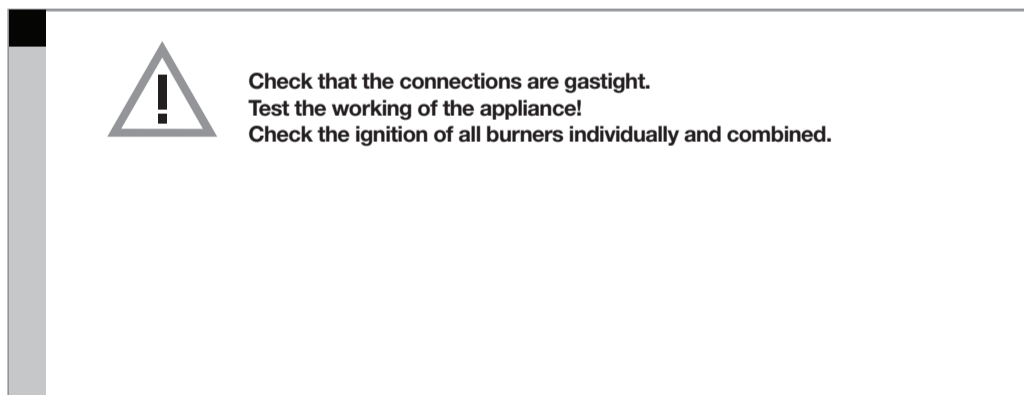 Check that the connections are gastight.
Test the working of the appliance!
Check the ignition of all burners individually and combined.